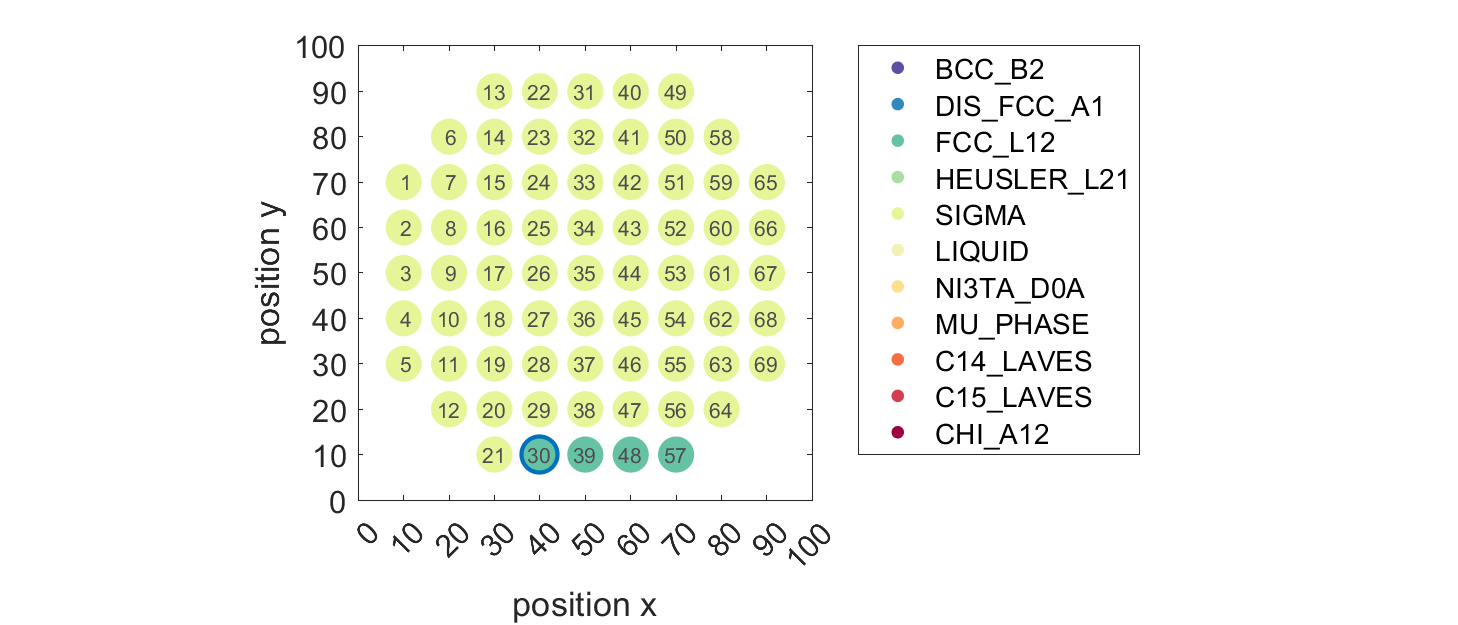 100
90
80
70
60
50
40
30
20
10
0
position y
13 22 31 40 49
6 14 23 32 41 50 58
1 7 15 24 33 42 51 59 65
2 8 16 25 34 43 52 60 66
3 9 17 26 35 44 53 61 67
4 10 18 27 36 45 54 62 68
5 11 19 28 37 46 55 63 69
12 20 29 38 47 56 64
21 30 39 48 57
0 10 20 30 40 50 60 70 80 90 100
position x
BCC_B2
DIS_FCC_A1
FCC_L12
HEUSLER_L21
SIGMA
LIQUID
NI3TA_D0A
MU_PHASE
C14_LAVES
C15_LAVES
CHI_A12